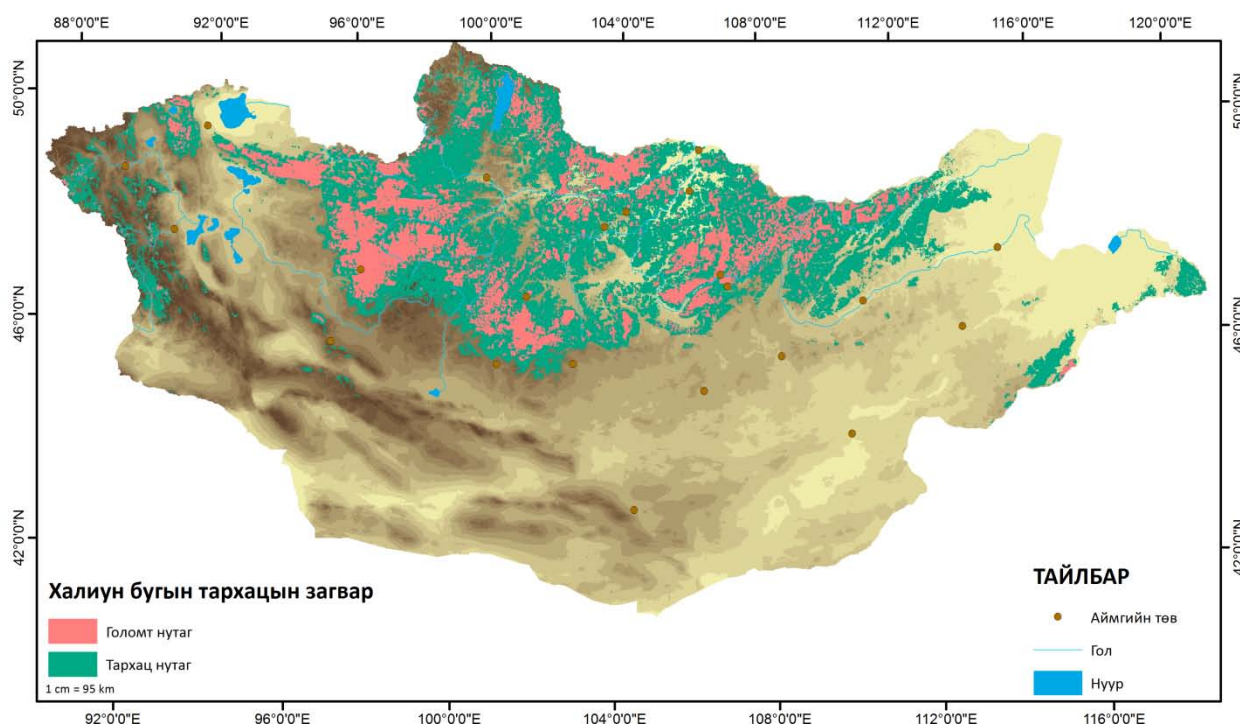 88°0'0"E 92°0'0"E 96°0'0"E 100°0'0"E 104°0'0"E 108°0'0"E 112°0'0"E 116°0'0"E 120°0'0"E
50°0'0"N 50°0'0"N
46°0'0"N 46°0'0"N
42°0'0"N 42°0'0"N
Халиун бугын тархацын загвар
Голомт нутаг
Тархац нутаг
1 cm = 95 km
ТАЙЛБАР
Аймгийн төв
Гол
Нуур
92°0'0"E 96°0'0"E 100°0'0"E 104°0'0"E 108°0'0"E 112°0'0"E 116°0'0"E